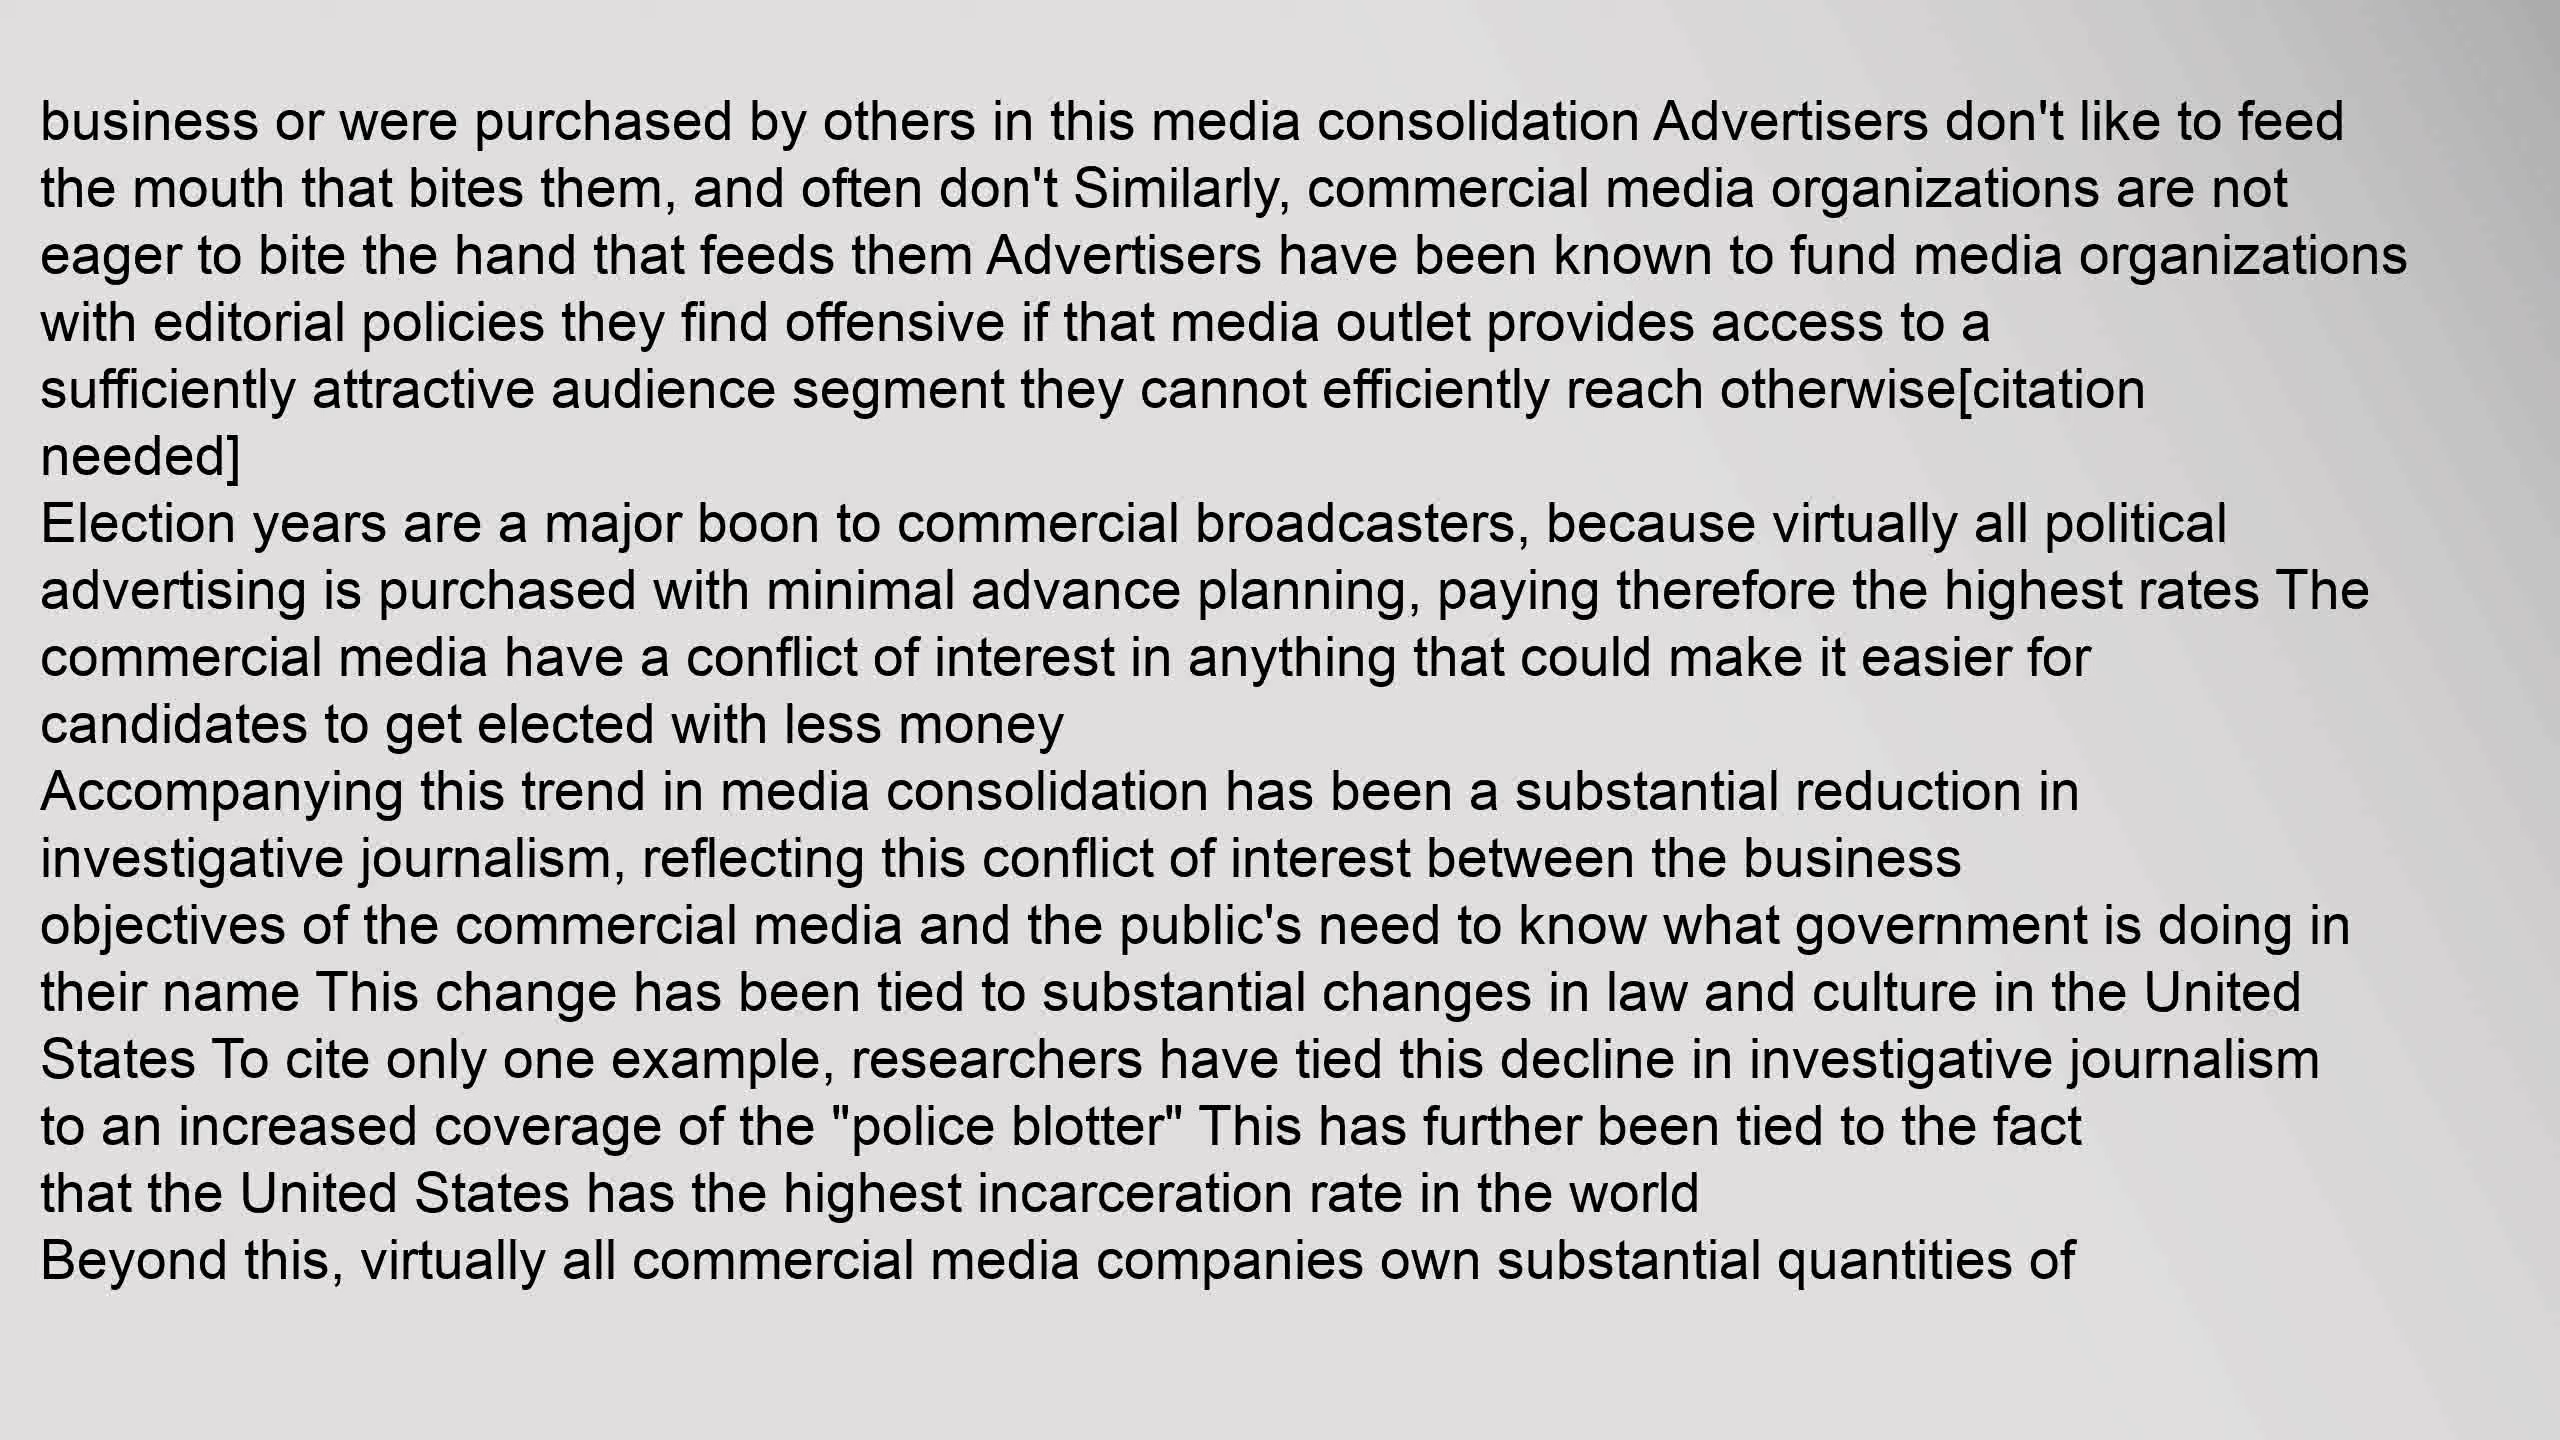 business or were purchased by others in this media consolidation Advertisers don't like to feed
the mouth that bites them, and often don't Similarly, commercial media organizations are not
eager to bite the hand that feeds them Advertisers have been known to fund media organizations
with editorial policies they find offensive if that media outlet provides access to a
sufficiently attractive audience segment they cannot efficiently reach otherwise[citation
needed]
Election years are a major boon to commercial broadcasters, because virtually all political
advertising is purchased with minimal advance planning, paying therefore the highest rates The
commercial media have a conflict of interest in anything that could make it easier for
candidates to get elected with less money
Accompanying this trend in media consolidation has been a substantial reduction in
investigative journalism, reflecting this conflict of interest between the business
objectives of the commercial media and the public's need to know what government is doing in
their name This change has been tied to substantial changes in law and culture in the United
States To cite only one example, researchers have tied this decline in investigative journalism
to an increased coverage of the "police blotter" This has further been tied to the fact
that the United States has the highest incarceration rate in the world
Beyond this, virtually all commercial media companies own substantial quantities of